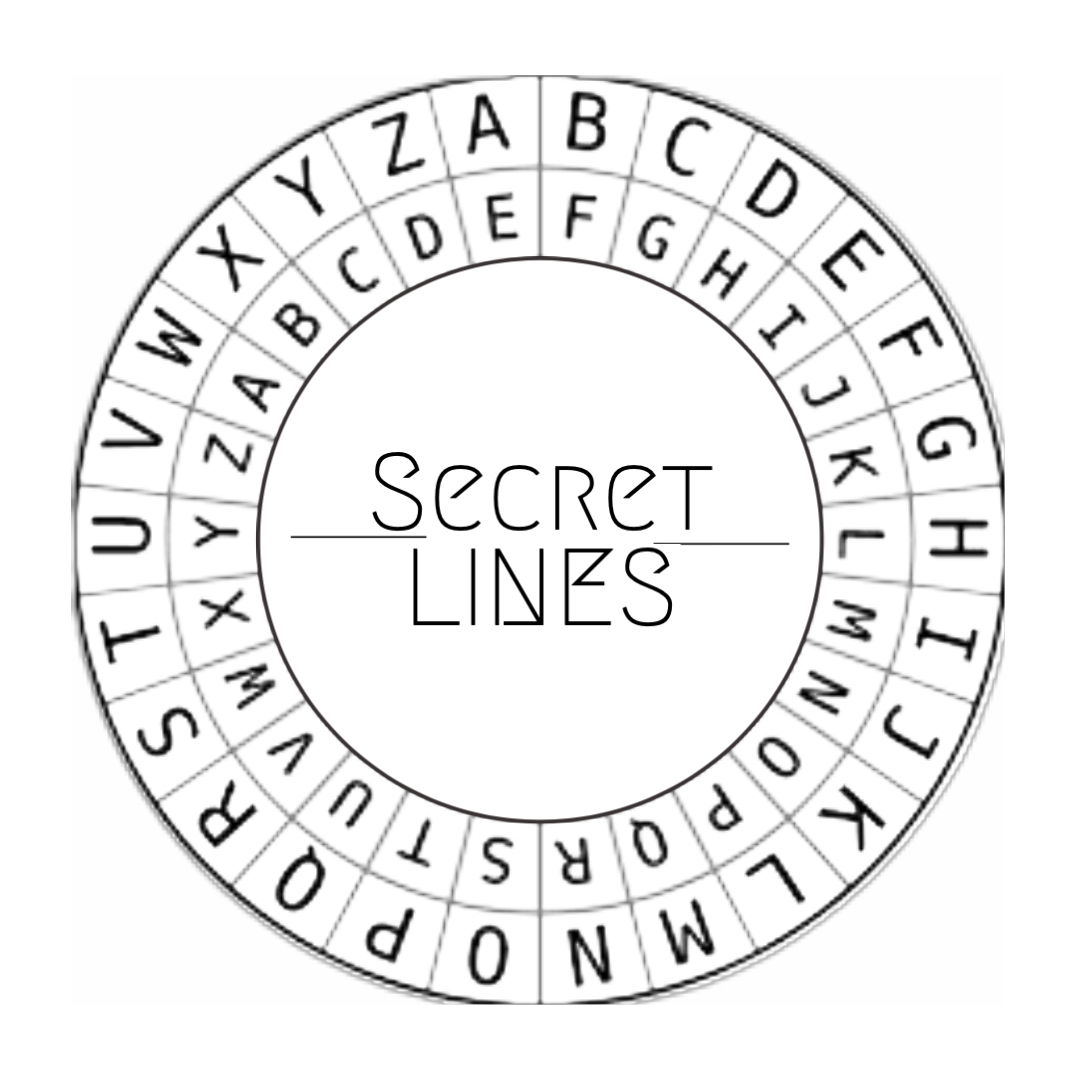 A B C D E F G H I J K L M N O P Q R S T U V W X Y Z
E F G H I J K L M N O P Q R S T U V W X Y Z A B C D
SecReT
LINES